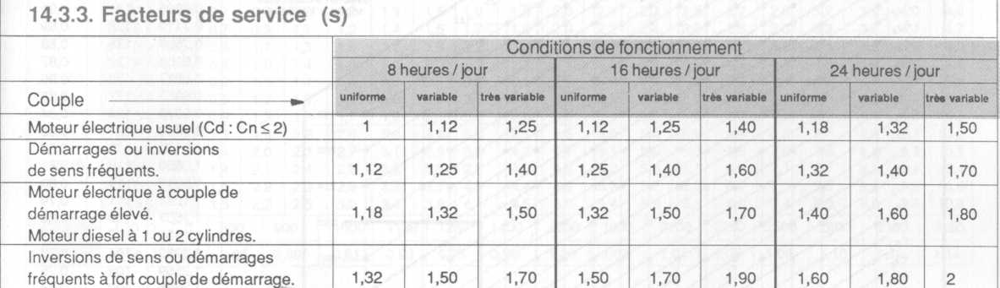 14.3.3. Facteurs de service (s)
Conditions de fonctionnement
8 heures / jour 16 heures / jour 24 heures / jour
Couple uniforme variable très variable uniforme variable très variable uniforme variable très variable
Moteur électrique usuel (Cd : Cn ≤ 2) 1 1,12 1,25 1,12 1,25 1,40 1,18 1,32 1,50
Démarrages ou inversions
de sens fréquents. 1,12 1,25 1,40 1,25 1,40 1,60 1,32 1,40 1,70
Moteur électrique à couple de
démarrage élevé. 1,18 1,32 1,50 1,32 1,50 1,70 1,40 1,60 1,80
Moteur diesel à 1 ou 2 cylindres.
Inversions de sens ou démarages
fréquents à fort couple de démarrage. 1,32 1,50 1,70 1,50 1,70 1,90 1,60 1,80 2